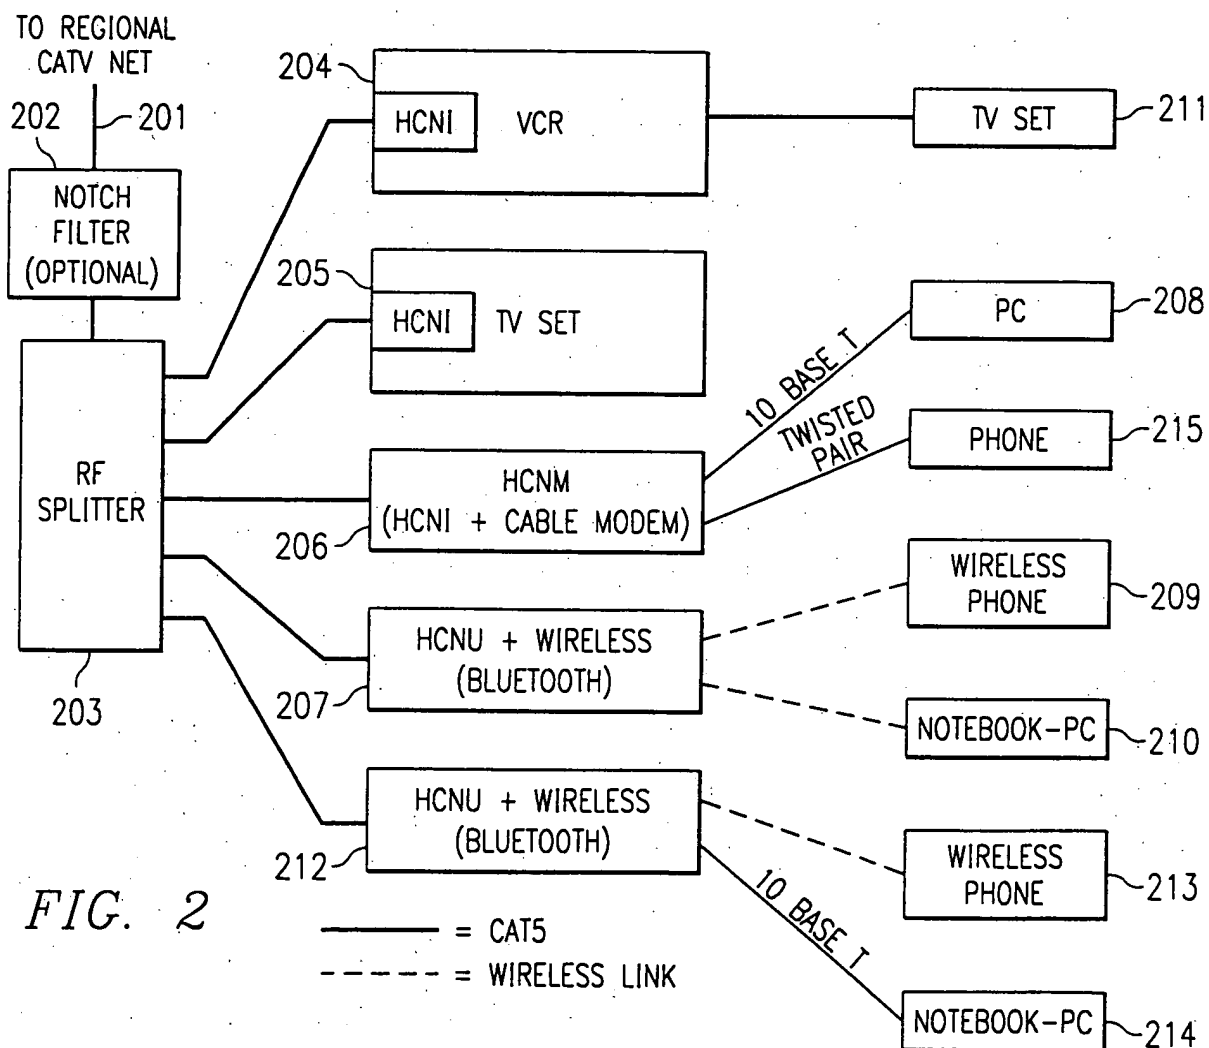 TO REGIONAL
CATV NET
202
201
NOTCH
FILTER
(OPTIONAL)
RF
SPLITTER
203
204
HCNI
VCR
TV SET
211
205
HCNI
TV SET
10 BASE T
PC
208
TWISTED
PAIR
PHONE
215
HCNM
(HCNI + CABLE MODEM)
206
HCNU + WIRELESS
(BLUETOOTH)
207
WIRELESS
PHONE
209
NOTEBOOK-PC
210
HCNU + WIRELESS
(BLUETOOTH)
212
WIRELESS
PHONE
213
10 BASE T
NOTEBOOK-PC
214
FIG. 2
= CAT5
= WIRELESS LINK